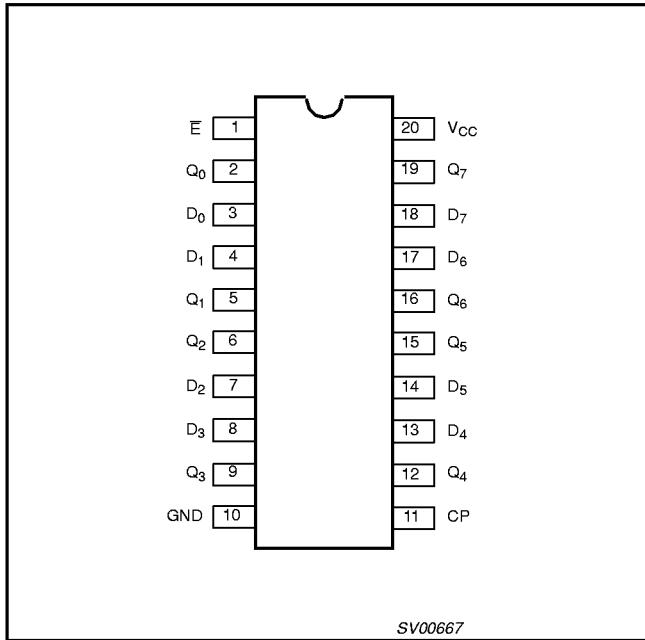 E̅ 1 20 VCC
Q0 2 19 Q7
D0 3 18 D7
D1 4 17 D6
Q1 5 16 Q6
Q2 6 15 Q5
D2 7 14 D5
D3 8 13 D4
Q3 9 12 Q4
GND 10 11 CP
SV00667